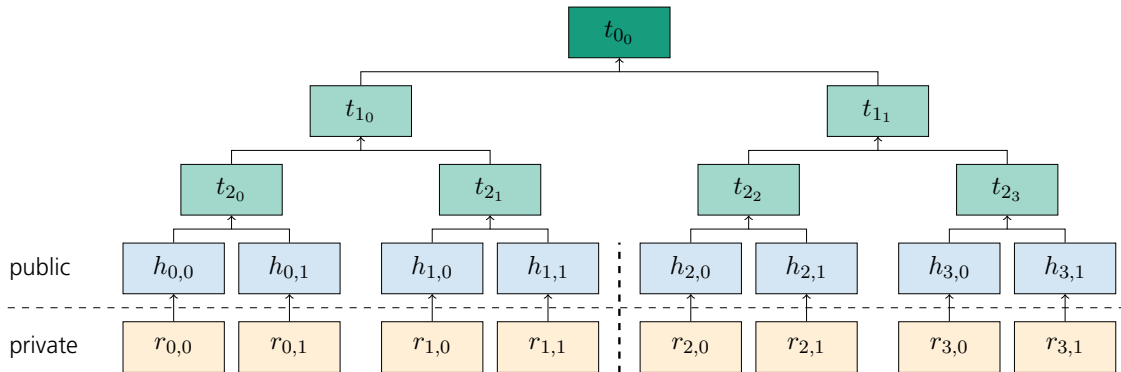 t_{0_0}
t_{1_0} t_{1_1}
t_{2_0} t_{2_1} t_{2_2} t_{2_3}
public h_{0,0} h_{0,1} h_{1,0} h_{1,1} h_{2,0} h_{2,1} h_{3,0} h_{3,1}
private r_{0,0} r_{0,1} r_{1,0} r_{1,1} r_{2,0} r_{2,1} r_{3,0} r_{3,1}